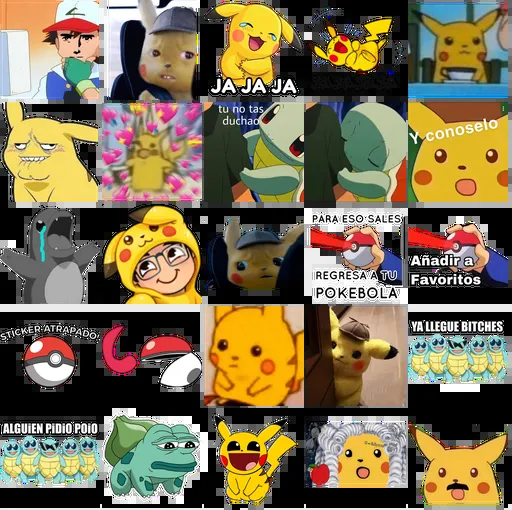 JA JA JA
tu no tas
duchao
Y conoselo
PARA ESO SALES
REGRESA A TU
POKEBOLA
Añadir a
Favoritos
STICKER ATRAPADO!
YA LLEGUE BITCHES
ALGUIEN PiDiO POiO